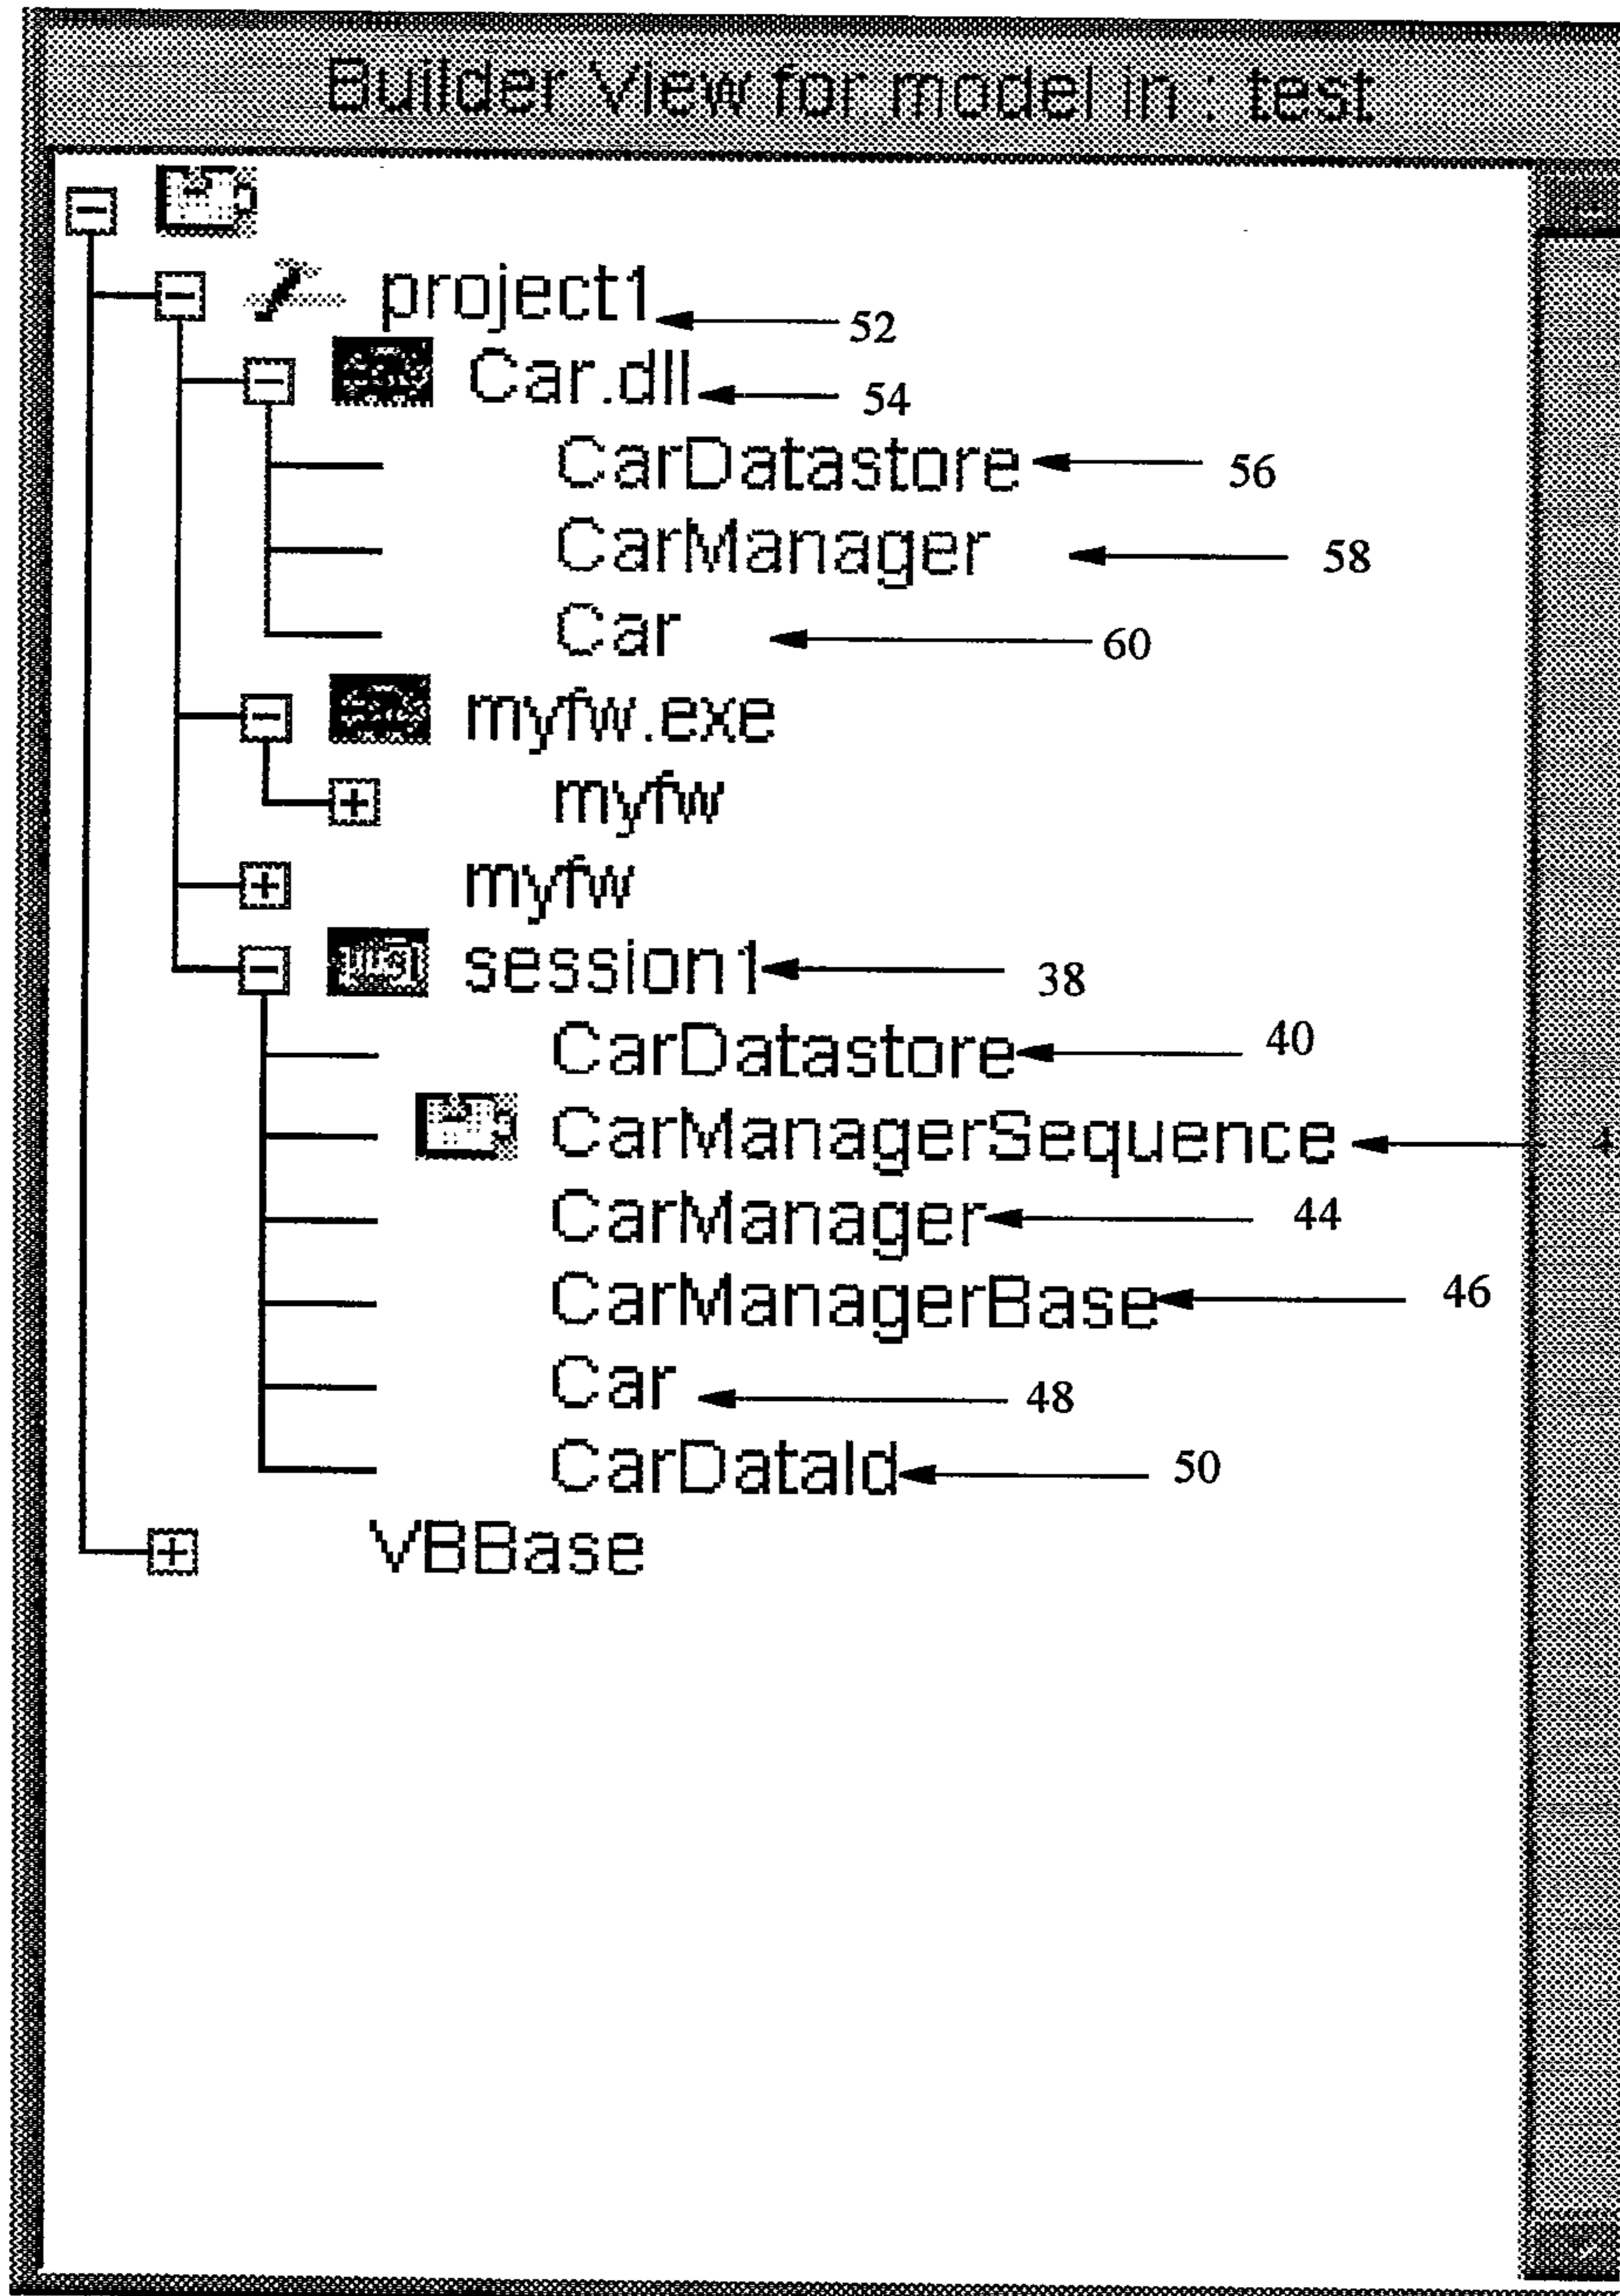 Builder View for model in : test
project1 52
Car.dll 54
CarDatastore 56
CarManager 58
Car 60
myfw.exe
myfw
myfw
session1 38
CarDatastore 40
CarManagerSequence
CarManager 44
CarManagerBase 46
Car 48
CarDataId 50
VBBase